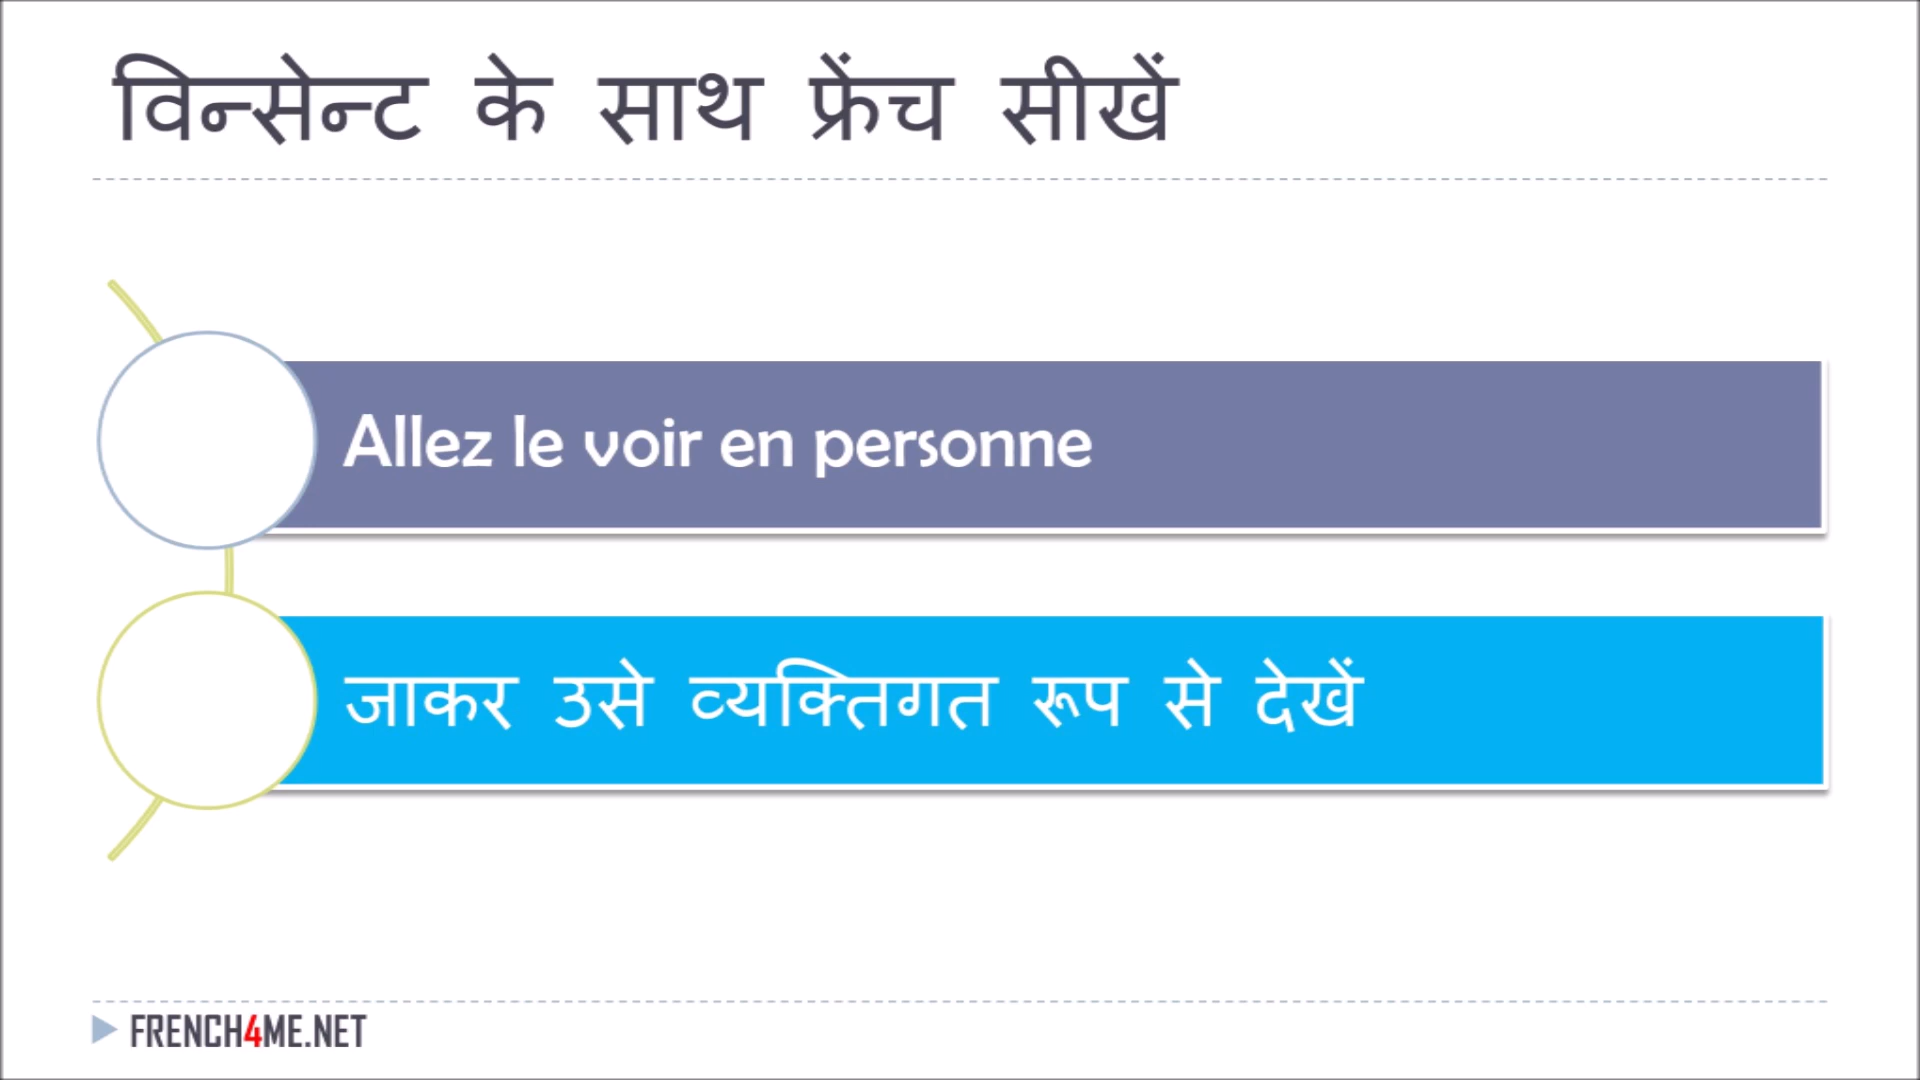 विन्सेन्ट के साथ फ्रेंच सीखें
Allez le voir en personne
जाकर उसे व्यक्तिगत रूप से देखें
FRENCH4ME.NET